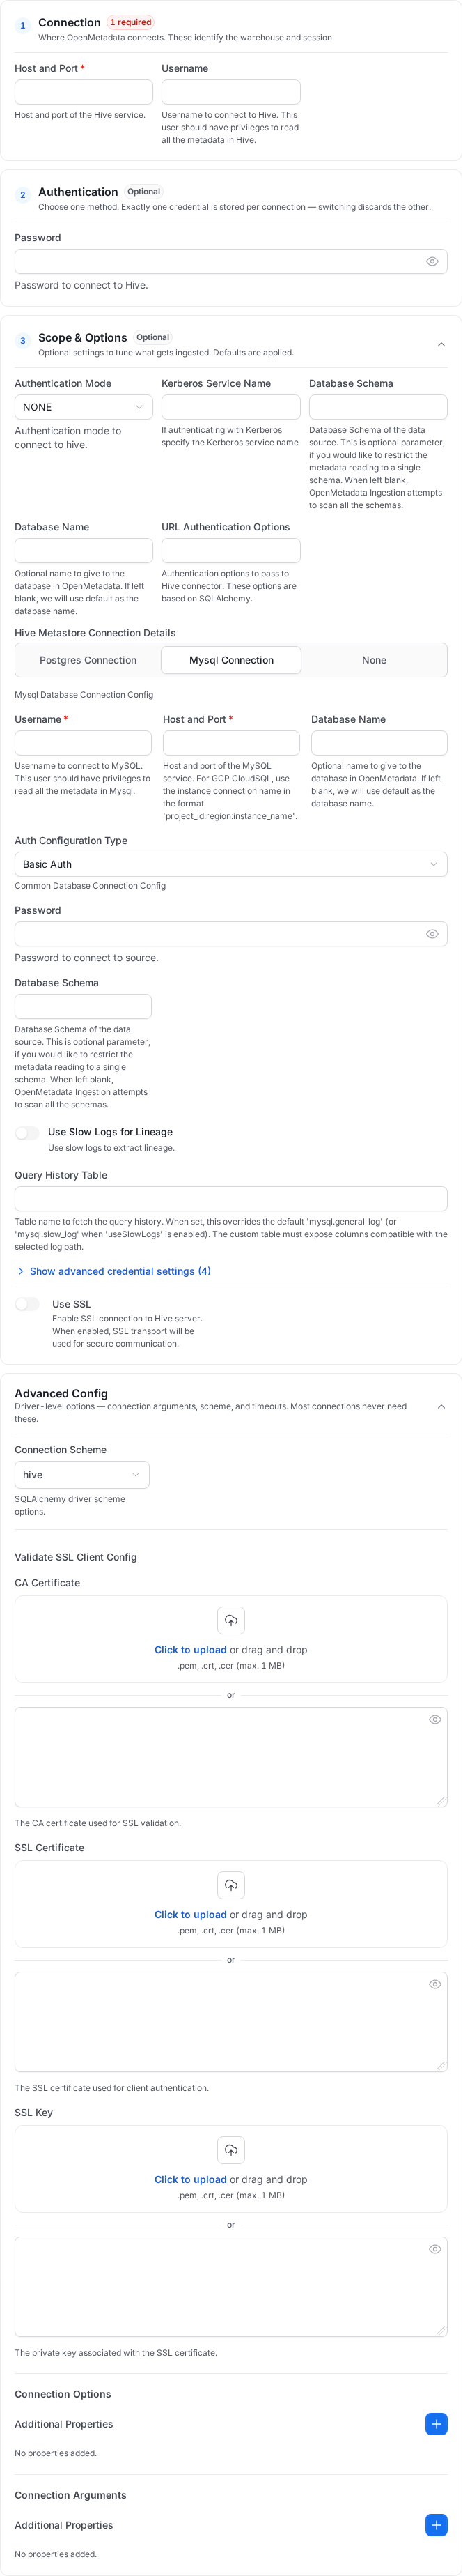 1 Connection 1 required
Where OpenMetadata connects. These identify the warehouse and session.
Host and Port *
Host and port of the Hive service.
Username
Username to connect to Hive. This
user should have privileges to read
all the metadata in Hive.
2 Authentication Optional
Choose one method. Exactly one credential is stored per connection — switching discards the other.
Password
Password to connect to Hive.
3 Scope & Options Optional
Optional settings to tune what gets ingested. Defaults are applied.
Authentication Mode
NONE
Authentication mode to
connect to hive.
Kerberos Service Name
If authenticating with Kerberos
specify the Kerberos service name
Database Schema
Database Schema of the data
source. This is optional parameter,
if you would like to restrict the
metadata reading to a single
schema. When left blank,
OpenMetadata Ingestion attempts
to scan all the schemas.
Database Name
Optional name to give to the
database in OpenMetadata. If left
blank, we will use default as the
database name.
URL Authentication Options
Authentication options to pass to
Hive connector. These options are
based on SQLAlchemy.
Hive Metastore Connection Details
Postgres Connection Mysql Connection None
Mysql Database Connection Config
Username *
Username to connect to MySQL.
This user should have privileges to
read all the metadata in Mysql.
Host and Port *
Host and port of the MySQL
service. For GCP CloudSQL, use
the instance connection name in
the format
'project_id:region:instance_name'.
Database Name
Optional name to give to the
database in OpenMetadata. If left
blank, we will use default as the
database name.
Auth Configuration Type
Basic Auth
Common Database Connection Config
Password
Password to connect to source.
Database Schema
Database Schema of the data
source. This is optional parameter,
if you would like to restrict the
metadata reading to a single
schema. When left blank,
OpenMetadata Ingestion attempts
to scan all the schemas.
Use Slow Logs for Lineage
Use slow logs to extract lineage.
Query History Table
Table name to fetch the query history. When set, this overrides the default 'mysql.general_log' (or
'mysql.slow_log' when 'useSlowLogs' is enabled). The custom table must expose columns compatible with the
selected log path.
Show advanced credential settings (4)
Use SSL
Enable SSL connection to Hive server.
When enabled, SSL transport will be
used for secure communication.
Advanced Config
Driver-level options — connection arguments, scheme, and timeouts. Most connections never need
these.
Connection Scheme
hive
SQLAlchemy driver scheme
options.
Validate SSL Client Config
CA Certificate
Click to upload or drag and drop
.pem, .crt, .cer (max. 1 MB)
or
The CA certificate used for SSL validation.
SSL Certificate
Click to upload or drag and drop
.pem, .crt, .cer (max. 1 MB)
or
The SSL certificate used for client authentication.
SSL Key
Click to upload or drag and drop
.pem, .crt, .cer (max. 1 MB)
or
The private key associated with the SSL certificate.
Connection Options
Additional Properties
No properties added.
Connection Arguments
Additional Properties
No properties added.